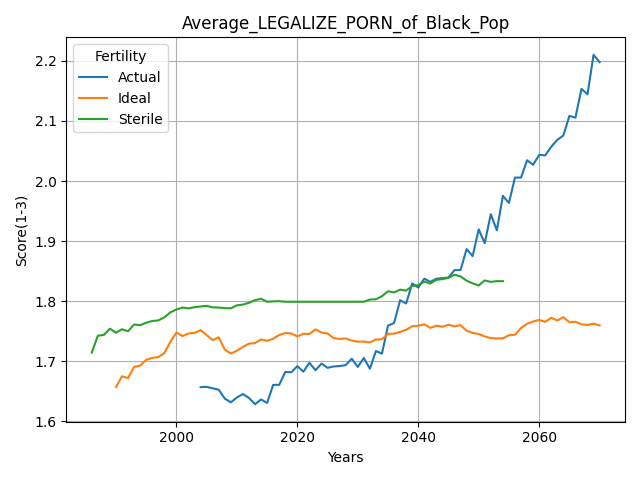 Average_LEGALIZE_PORN_of_Black_Pop
Fertility
Actual
Ideal
Sterile
Score(1-3)
2.2
2.1
2.0
1.9
1.8
1.7
1.6
2000
2020
2040
2060
Years